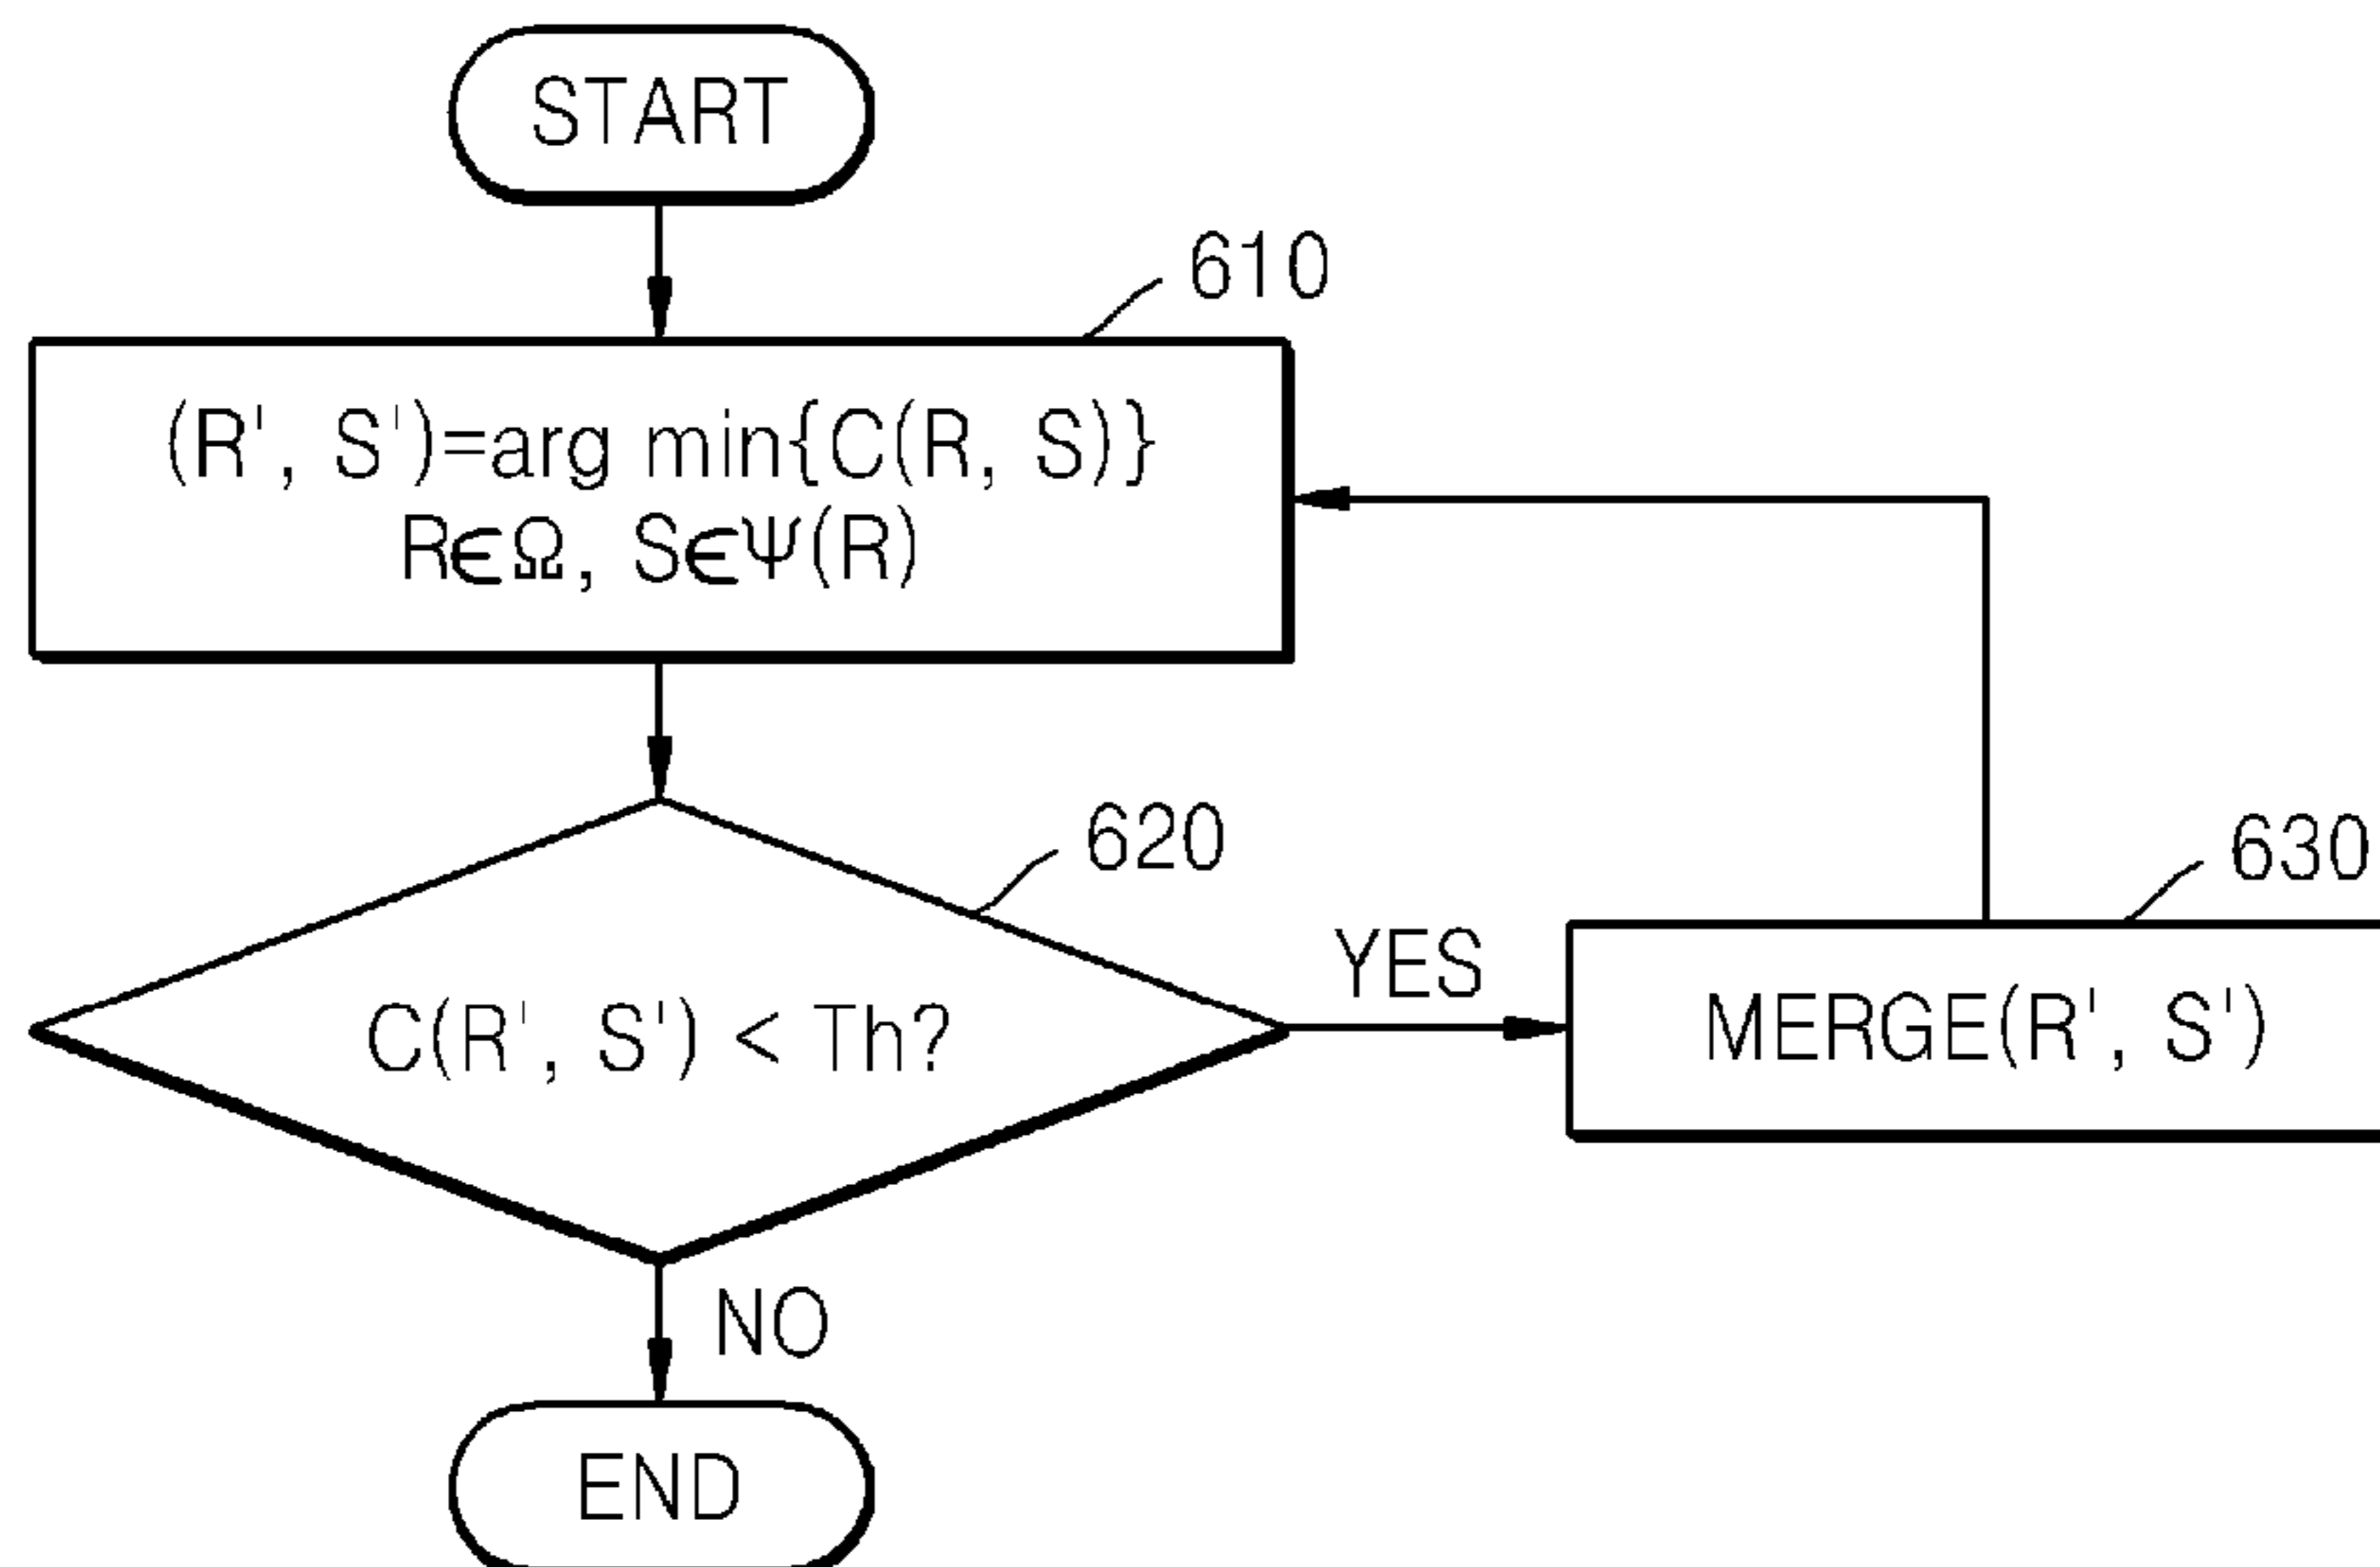 START
610
(R', S')=arg min{C(R, S)}
R∈Ω, S∈Ψ(R)
620
630
YES
C(R', S') < Th?
MERGE(R', S')
NO
END